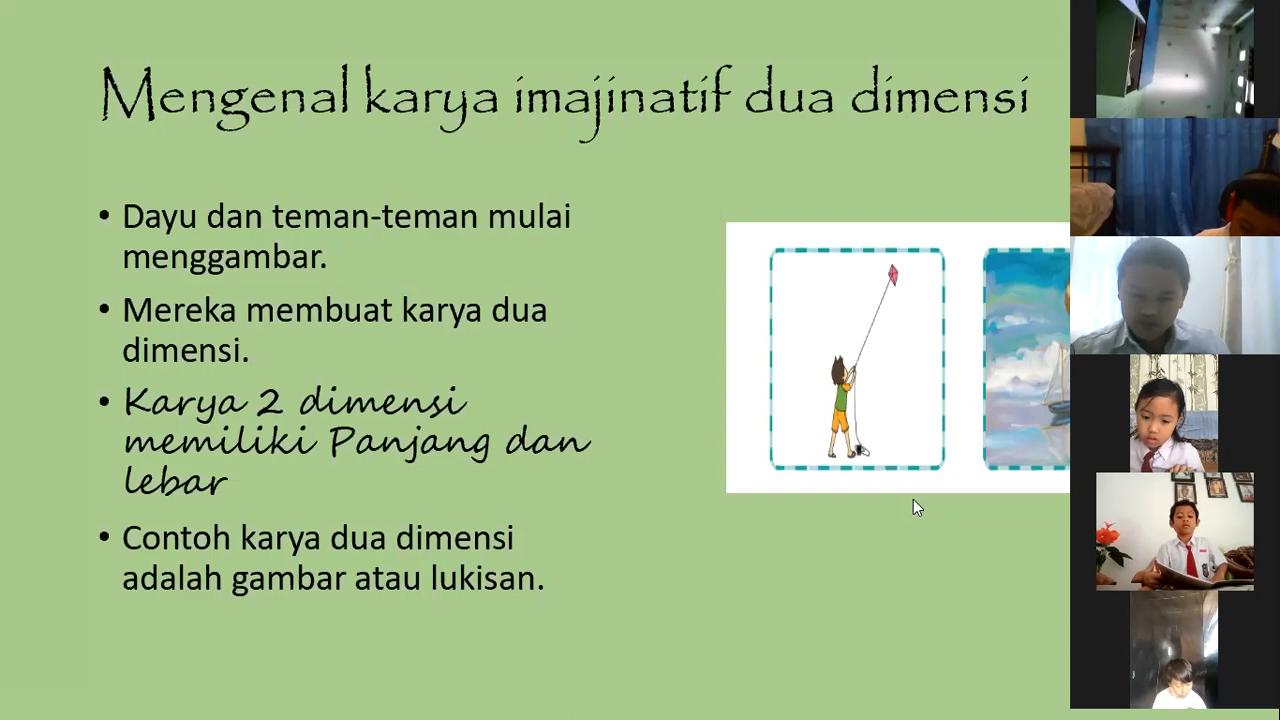 Mengenal karya imajinatif dua dimensi
• Dayu dan teman-teman mulai
menggambar.
• Mereka membuat karya dua
dimensi.
• Karya 2 dimensi
memiliki Panjang dan
lebar
• Contoh karya dua dimensi
adalah gambar atau lukisan.